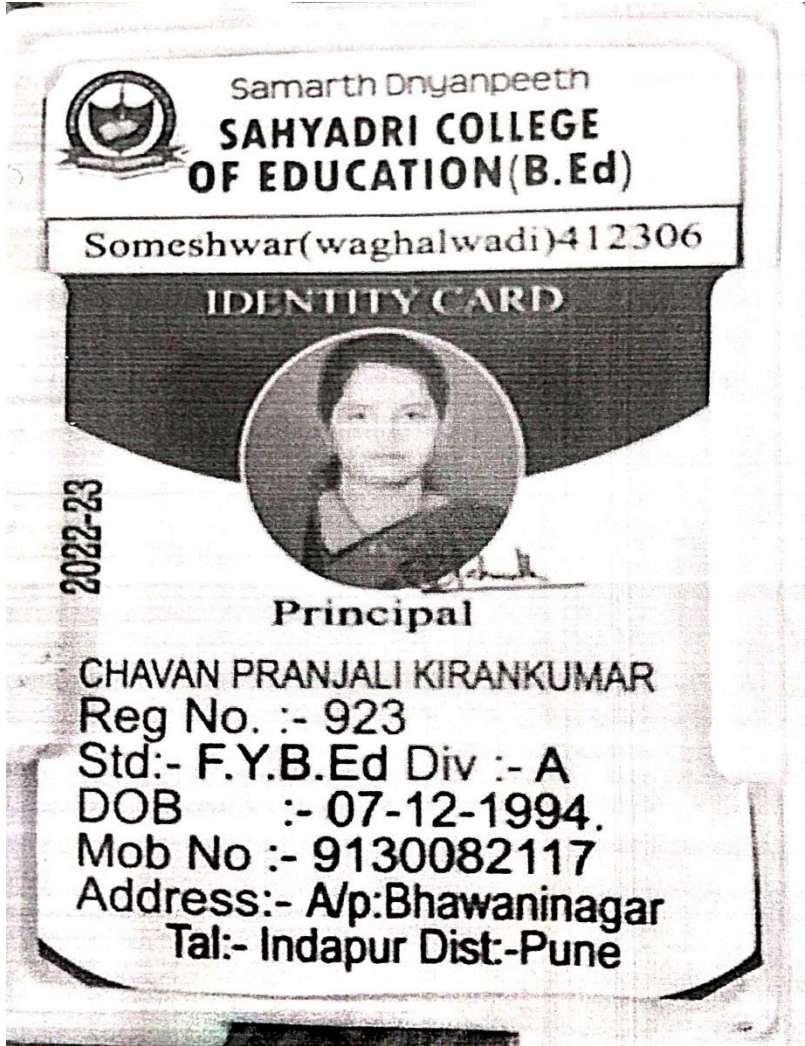 Samarth Dnyanpeeth
SAHYADRI COLLEGE
OF EDUCATION(B.Ed)
Someshwar(waghalwadi)412306
IDENTITY CARD
2022-23
Principal
CHAVAN PRANJALI KIRANKUMAR
Reg No. :- 923
Std:- F.Y.B.Ed Div :- A
DOB :- 07-12-1994.
Mob No :- 9130082117
Address:- A/p:Bhawaninagar
Tal:- Indapur Dist:-Pune